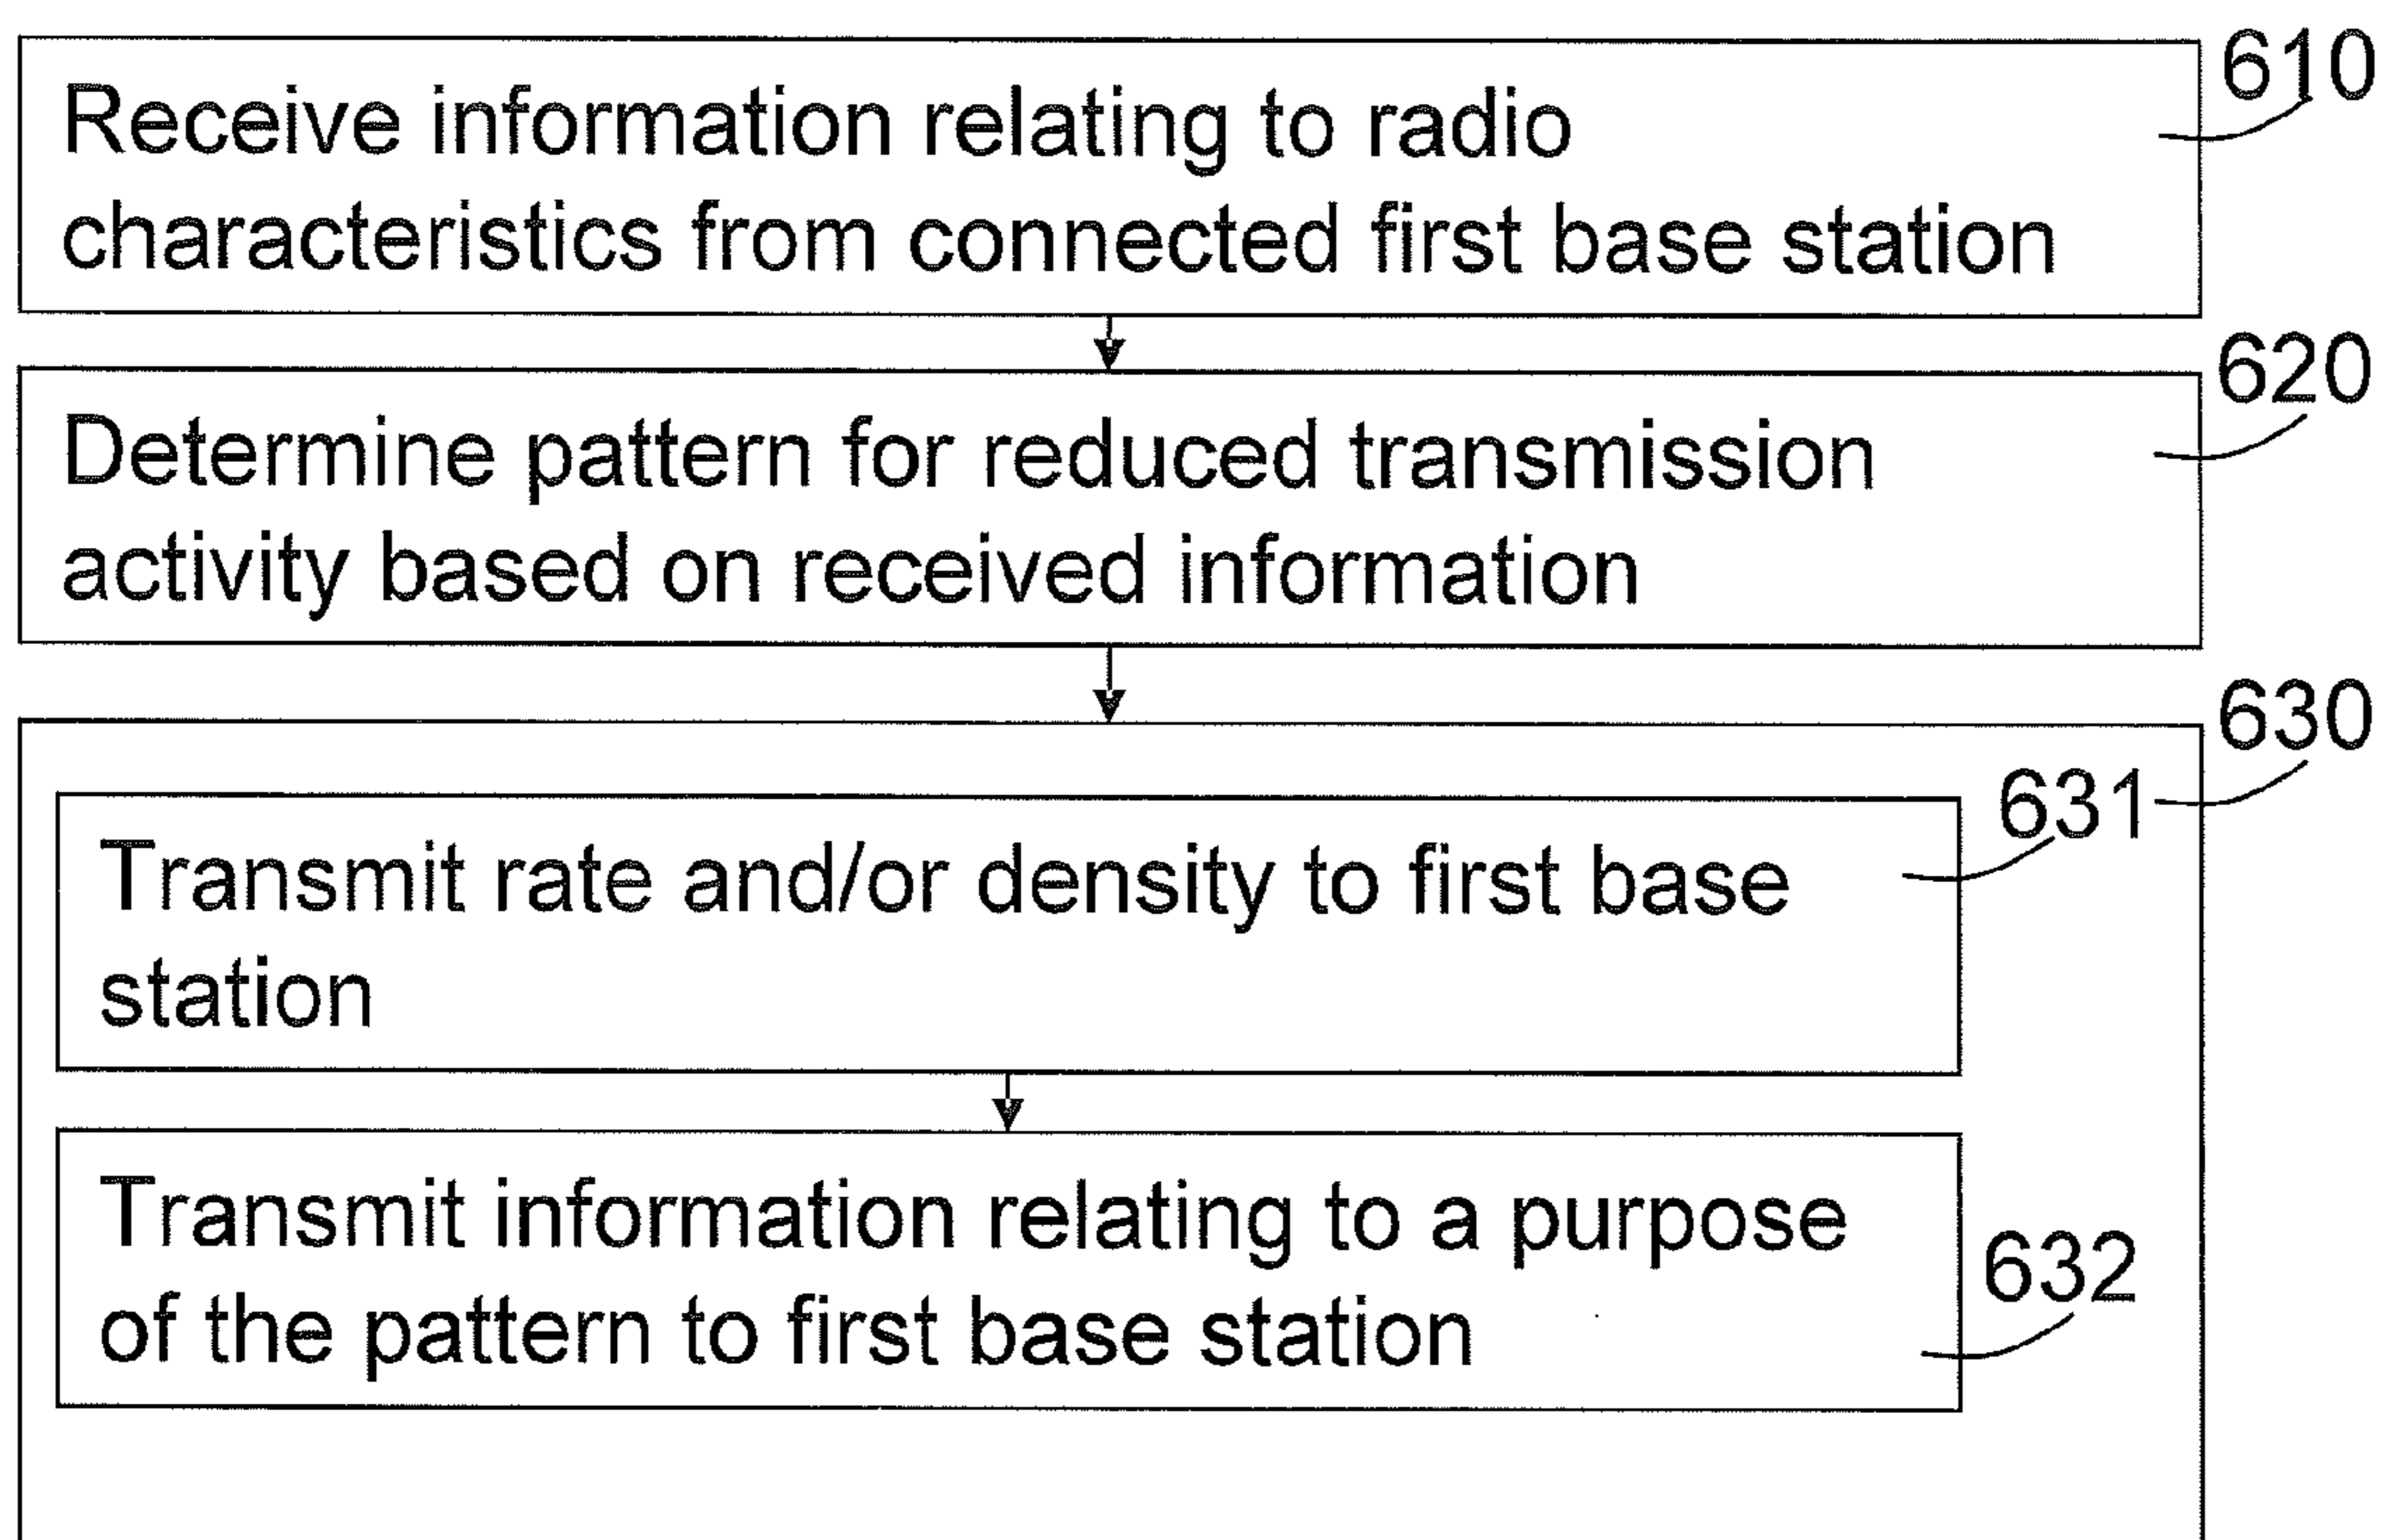 610
Receive information relating to radio
characteristics from connected first base station
620
Determine pattern for reduced transmission
activity based on received information
630
631
Transmit rate and/or density to first base
station
Transmit information relating to a purpose
632
of the pattern to first base station